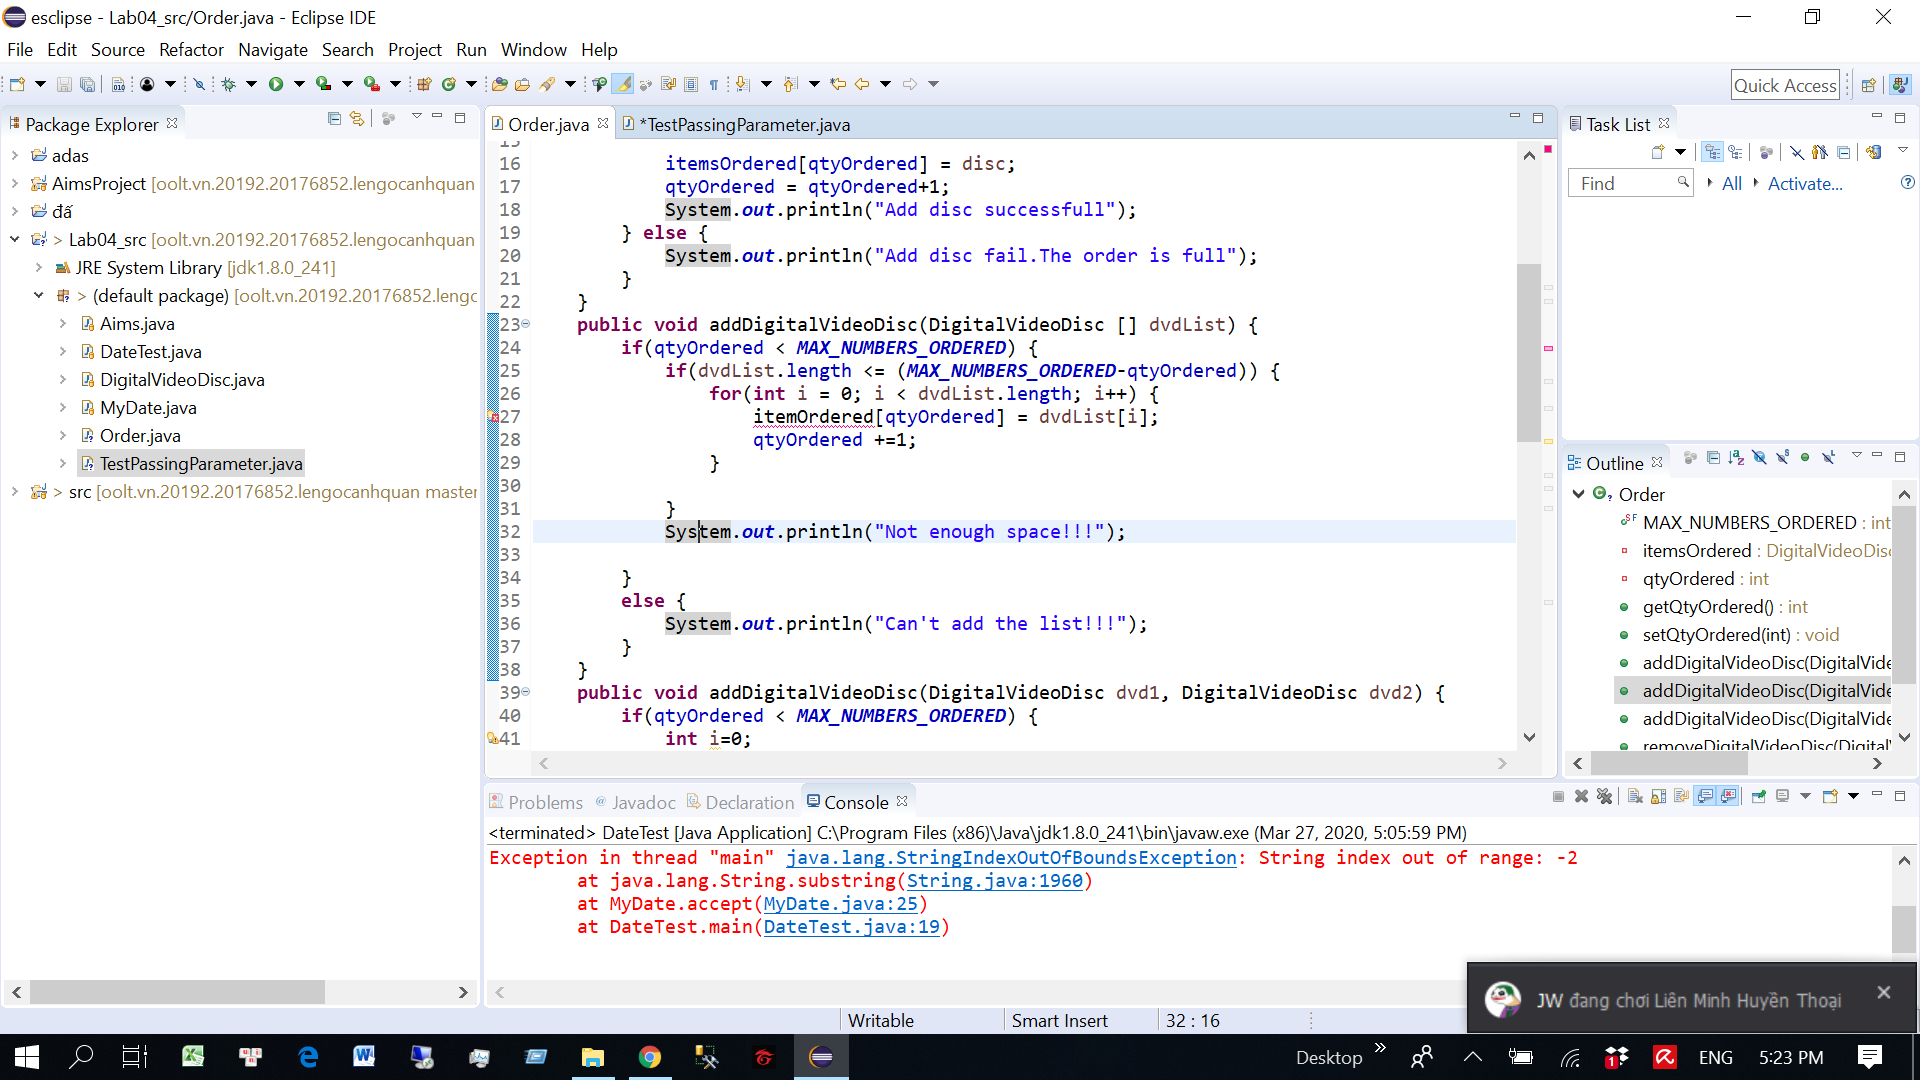 esclipse - Lab04_src/Order.java - Eclipse IDE
File Edit Source Refactor Navigate Search Project Run Window Help
Quick Access
Package Explorer
adas
AimsProject [oolt.vn.20192.20176852.lengocanhquan
đấ
> Lab04_src [oolt.vn.20192.20176852.lengocanhquan
JRE System Library [jdk1.8.0_241]
> (default package) [oolt.vn.20192.20176852.lengc
Aims.java
DateTest.java
DigitalVideoDisc.java
MyDate.java
Order.java
TestPassingParameter.java
> src [oolt.vn.20192.20176852.lengocanhquan master
Order.java *TestPassingParameter.java
15
16 itemsOrdered[qtyOrdered] = disc;
17 qtyOrdered = qtyOrdered+1;
18 System.out.println("Add disc successfull");
19 } else {
20 System.out.println("Add disc fail.The order is full");
21 }
22 }
23 public void addDigitalVideoDisc(DigitalVideoDisc [] dvdList) {
24 if(qtyOrdered < MAX_NUMBERS_ORDERED) {
25 if(dvdList.length <= (MAX_NUMBERS_ORDERED-qtyOrdered)) {
26 for(int i = 0; i < dvdList.length; i++) {
27 itemOrdered[qtyOrdered] = dvdList[i];
28 qtyOrdered +=1;
29 }
30
31 }
32 System.out.println("Not enough space!!!");
33
34 }
35 else {
36 System.out.println("Can't add the list!!!");
37 }
38 }
39 public void addDigitalVideoDisc(DigitalVideoDisc dvd1, DigitalVideoDisc dvd2) {
40 if(qtyOrdered < MAX_NUMBERS_ORDERED) {
41 int i=0;
Task List
Find All Activate...
Outline
Order
MAX_NUMBERS_ORDERED : int
itemsOrdered : DigitalVideoDisc
qtyOrdered : int
getQtyOrdered() : int
setQtyOrdered(int) : void
addDigitalVideoDisc(DigitalVide
addDigitalVideoDisc(DigitalVide
addDigitalVideoDisc(DigitalVide
removeDigitalVideoDisc(Digital
Problems @ Javadoc Declaration Console
<terminated> DateTest [Java Application] C:\Program Files (x86)\Java\jdk1.8.0_241\bin\javaw.exe (Mar 27, 2020, 5:05:59 PM)
Exception in thread "main" java.lang.StringIndexOutOfBoundsException: String index out of range: -2
at java.lang.String.substring(String.java:1960)
at MyDate.accept(MyDate.java:25)
at DateTest.main(DateTest.java:19)
JW đang chơi Liên Minh Huyền Thoại
Writable Smart Insert 32 : 16
Desktop ENG 5:23 PM